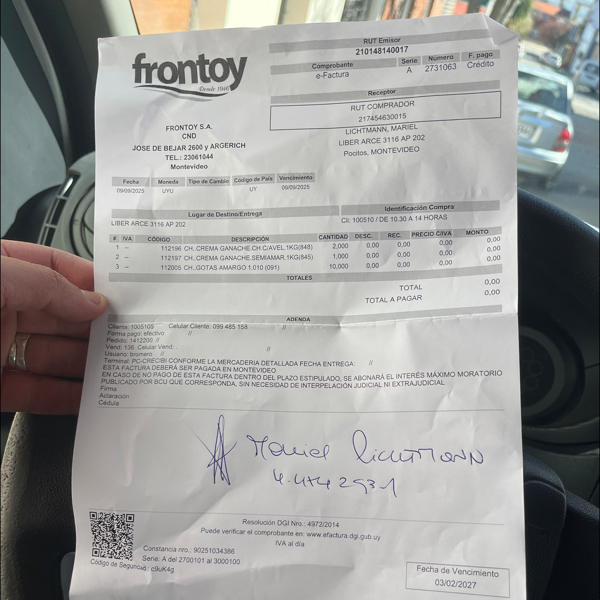 frontoy
Desde 1946
FRONTOY S.A.
CND
JOSE DE BEJAR 2600 y ARGERICH
TEL.: 23061044
Montevideo
RUT Emisor
210148140017
Comprobante Serie Número F. pago
e-Factura A 2731063 Crédito
Receptor
RUT COMPRADOR
217454630015
LICHTMANN, MARIEL
LIBER ARCE 3116 AP 202
Pocitos, MONTEVIDEO
Fecha Moneda Tipo de Cambio Código de País Vencimiento
09/09/2025 UYU UY 09/09/2025
Lugar de Destino/Entrega Identificación Compra
LIBER ARCE 3116 AP 202 Cli: 100510 / DE 10.30 A 14 HORAS
# IVA CÓDIGO DESCRIPCIÓN CANTIDAD DESC. REC. PRECIO C/IVA MONTO
1 -- 112196 CH.CREMA GANACHE.CH.C/AVEL.1KG(848) 2,000 0,00 0,00 0,00 0,00
2 -- 112197 CH.CREMA GANACHE.SEMIAMAR.1KG(845) 1,000 0,00 0,00 0,00 0,00
3 -- 112005 CH.GOTAS AMARGO 1.010 (091) 10,000 0,00 0,00 0,00 0,00
TOTALES
TOTAL 0,00
TOTAL A PAGAR 0,00
ADENDA
Cliente: 1005105 Celular Cliente: 099 485 158 //
Forma pago: efectivo //
Pedido: 1412200 //
Vend: 136 Celular Vend: . //
Usuario: bromero //
Terminal: PC-CRECIBÍ CONFORME LA MERCADERIA DETALLADA FECHA ENTREGA: //
ESTA FACTURA DEBERÁ SER PAGADA EN MONTEVIDEO
EN CASO DE NO PAGO DE ESTA FACTURA DENTRO DEL PLAZO ESTIPULADO, SE ABONARÁ EL INTERÉS MÁXIMO MORATORIO
PUBLICADO POR BCU QUE CORRESPONDA, SIN NECESIDAD DE INTERPELACIÓN JUDICIAL NI EXTRAJUDICIAL
Firma
Aclaración
Cédula
Mariel Lichtmann
Resolución DGI Nro.: 4972/2014
Puede verificar el comprobante en: www.efactura.dgi.gub.uy
IVA al día
Constancia nro.: 90251034386
Serie: A del 2700101 al 3000100
Código de Seguridad: c9uK4g
Fecha de Vencimiento
03/02/2027